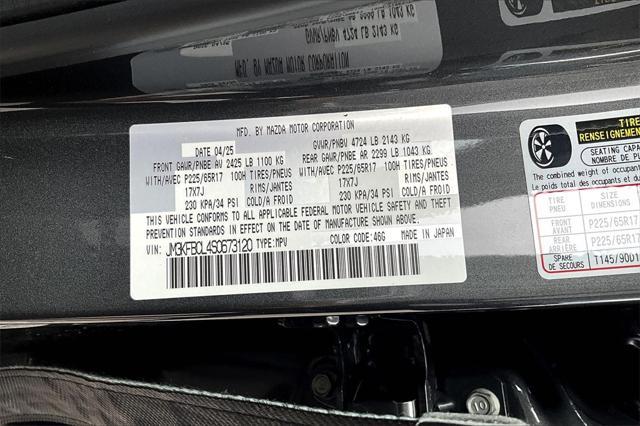 MFD. BY MAZDA MOTOR CORPORATION
DATE 04/25 GVWR/PNBV 4724 LB 2143 KG
FRONT GAWR/PNBE AV 2425 LB 1100 KG REAR GAWR/PNBE AR 2299 LB 1043 KG
WITH/AVEC P225/65R17 100H TIRES/PNEUS WITH/AVEC P225/65R17 100H TIRES/PNEUS
17X7J RIMS/JANTES 17X7J RIMS/JANTES
230 KPA/34 PSI COLD/A FROID 230 KPA/34 PSI COLD/A FROID
THIS VEHICLE CONFORMS TO ALL APPLICABLE FEDERAL MOTOR VEHICLE SAFETY AND THEFT
PREVENTION STANDARDS IN EFFECT ON THE DATE OF MANUFACTURE SHOWN ABOVE.
VIN: JM3KFBCL4S0673120 TYPE: MPV COLOR CODE: 46G MADE IN JAPAN
TIRE
RENSEIGNEMEN
SEATING CAPA
NOMBRE DE PL
The combined weight of occupants
Le poids total des occupants et du
TIRE SIZE
PNEU DIMENSIONS
FRONT
AVANT P225/65R17
REAR
ARRIERE P225/65R17
SPARE
DE SECOURS T145/90D1
10